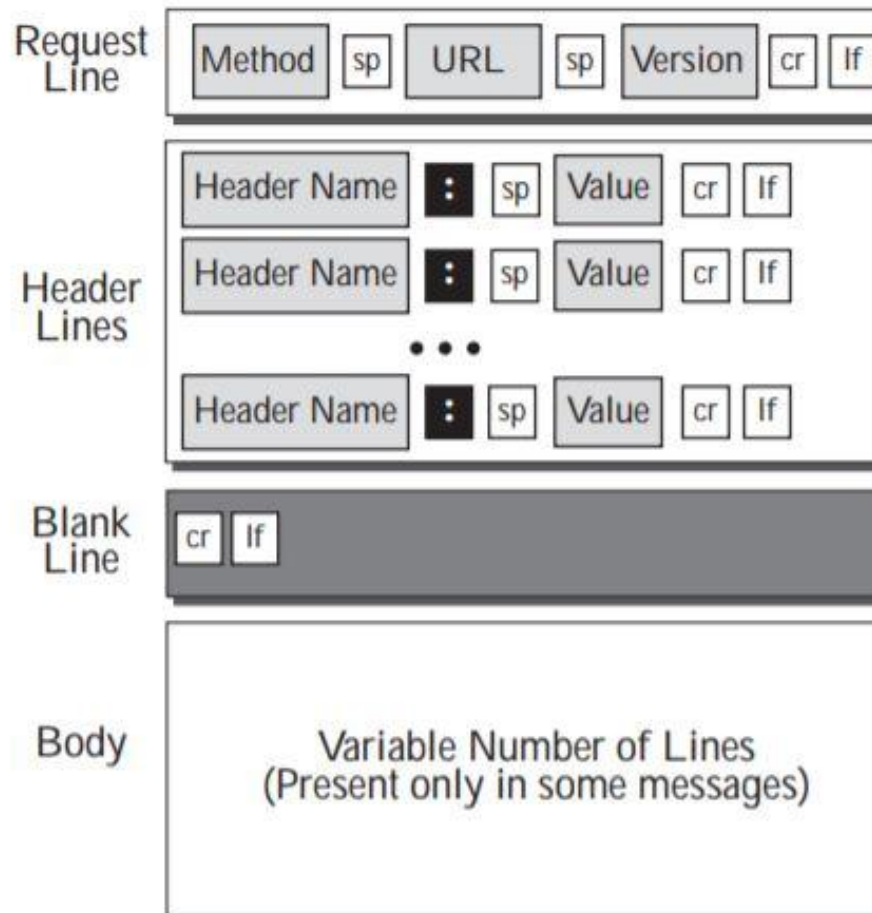 Request
Line
Method sp URL sp Version cr lf
Header Name : sp Value cr lf
Header Name : sp Value cr lf
Header
Lines
• • •
Header Name : sp Value cr lf
Blank
Line
cr lf
Body
Variable Number of Lines
(Present only in some messages)